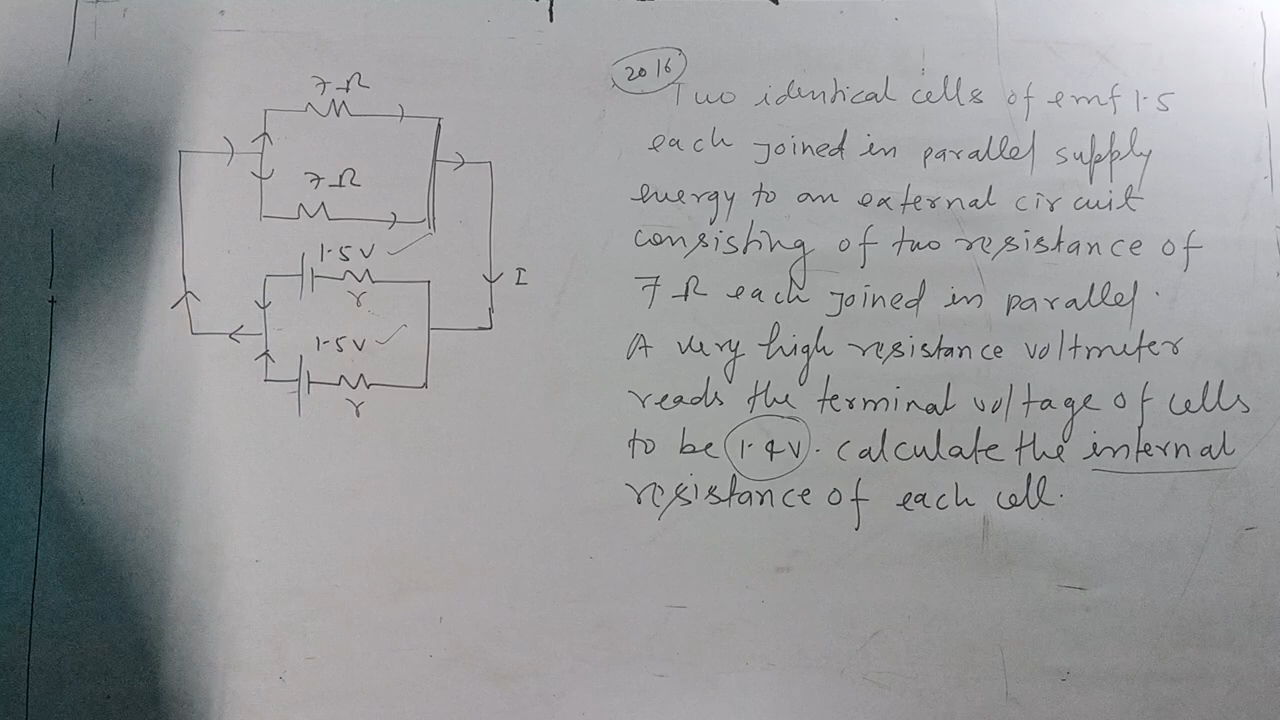 7Ω
7Ω
1.5V
r
1.5V
r
I
2016
Two identical cells of emf 1.5
each joined in parallel supply
energy to an external circuit
consisting of two resistance of
7Ω each joined in parallel.
A very high resistance voltmeter
reads the terminal voltage of cells
to be 1.4V. calculate the internal
resistance of each cell.